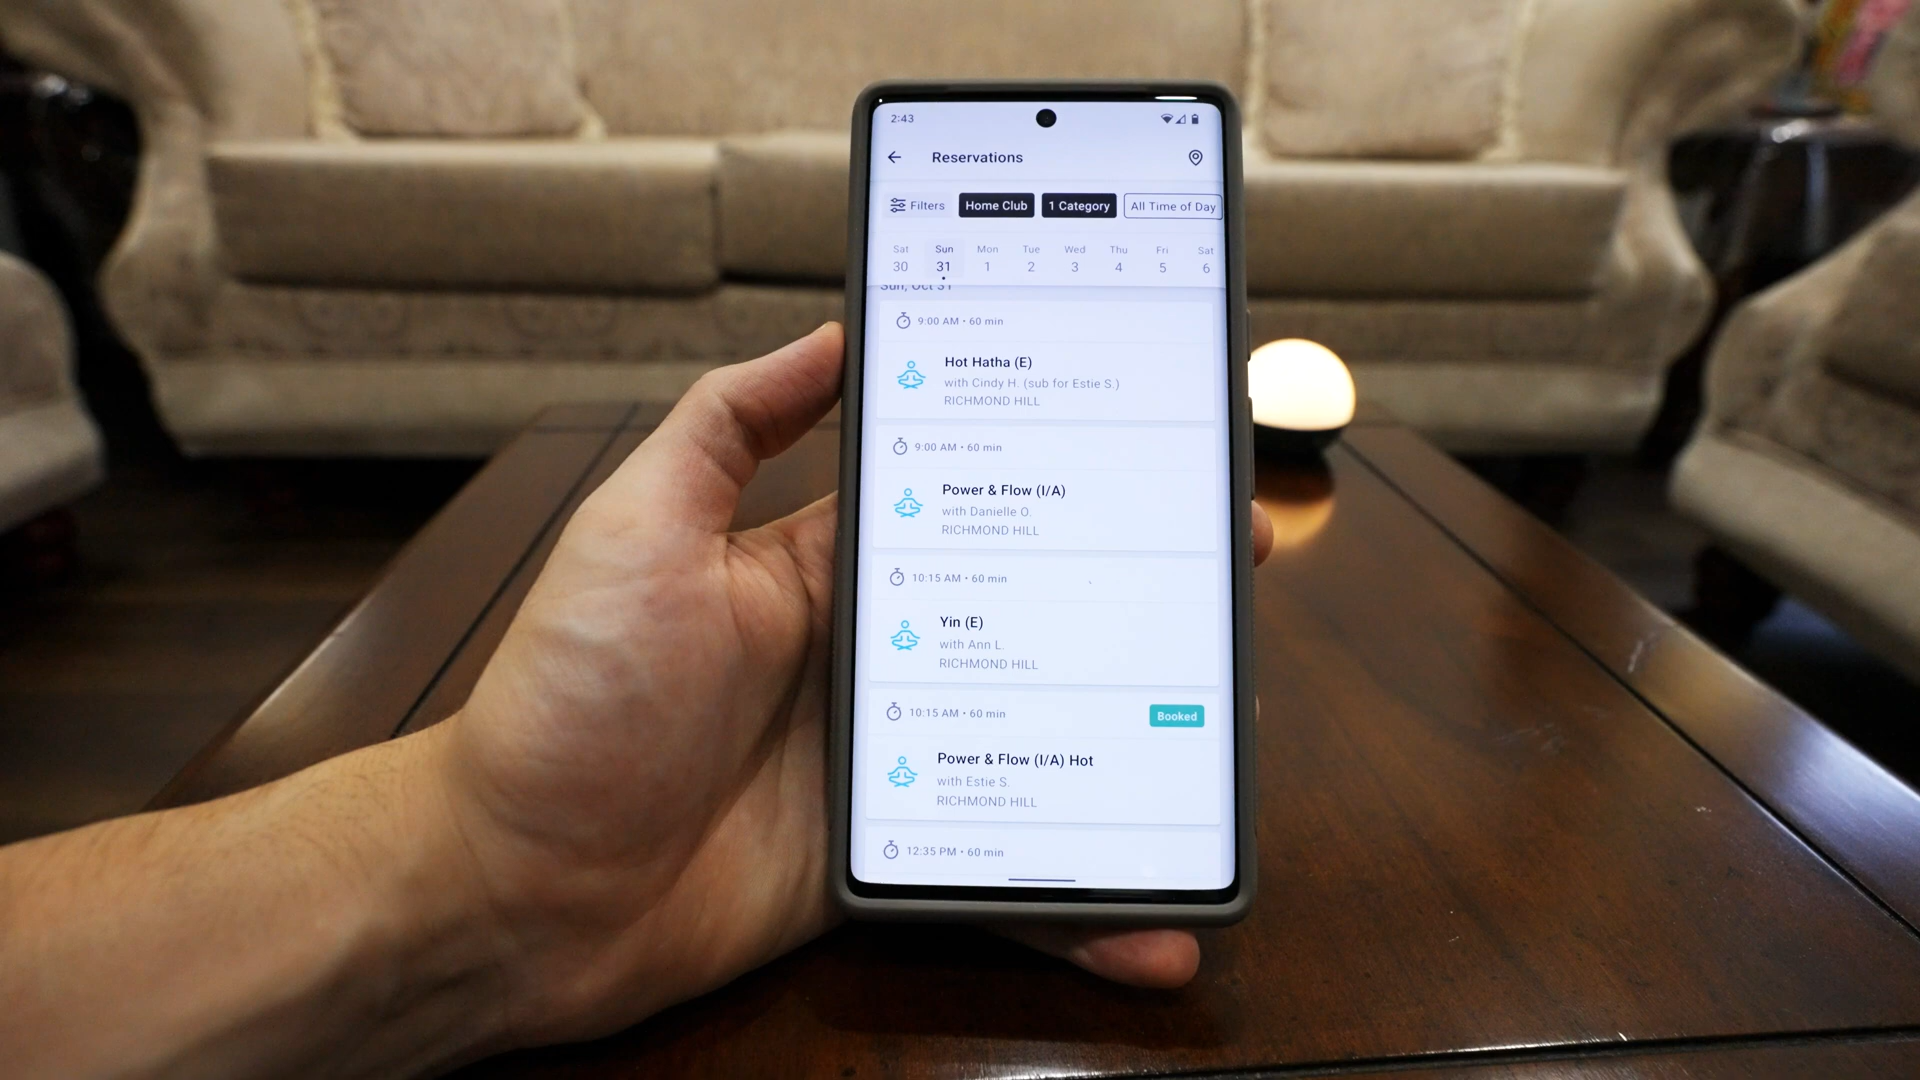 2:43
Reservations
Filters Home Club 1 Category All Time of Day
Sat Sun Mon Tue Wed Thu Fri Sat
30 31 1 2 3 4 5 6
Sun, Oct 31
9:00 AM • 60 min
Hot Hatha (E)
with Cindy H. (sub for Estie S.)
RICHMOND HILL
9:00 AM • 60 min
Power & Flow (I/A)
with Danielle O.
RICHMOND HILL
10:15 AM • 60 min
Yin (E)
with Ann L.
RICHMOND HILL
10:15 AM • 60 min Booked
Power & Flow (I/A) Hot
with Estie S.
RICHMOND HILL
12:35 PM • 60 min